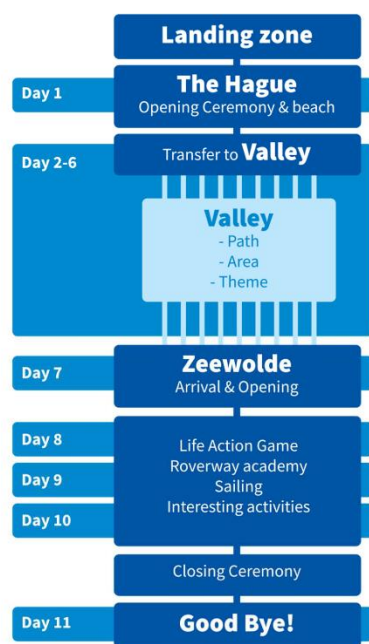 Landing zone
Day 1
The Hague
Opening Ceremony & beach
Day 2-6
Transfer to Valley
Valley
- Path
- Area
- Theme
Day 7
Zeewolde
Arrival & Opening
Day 8
Life Action Game
Roverway academy
Day 9
Sailing
Interesting activities
Day 10
Closing Ceremony
Day 11
Good Bye!